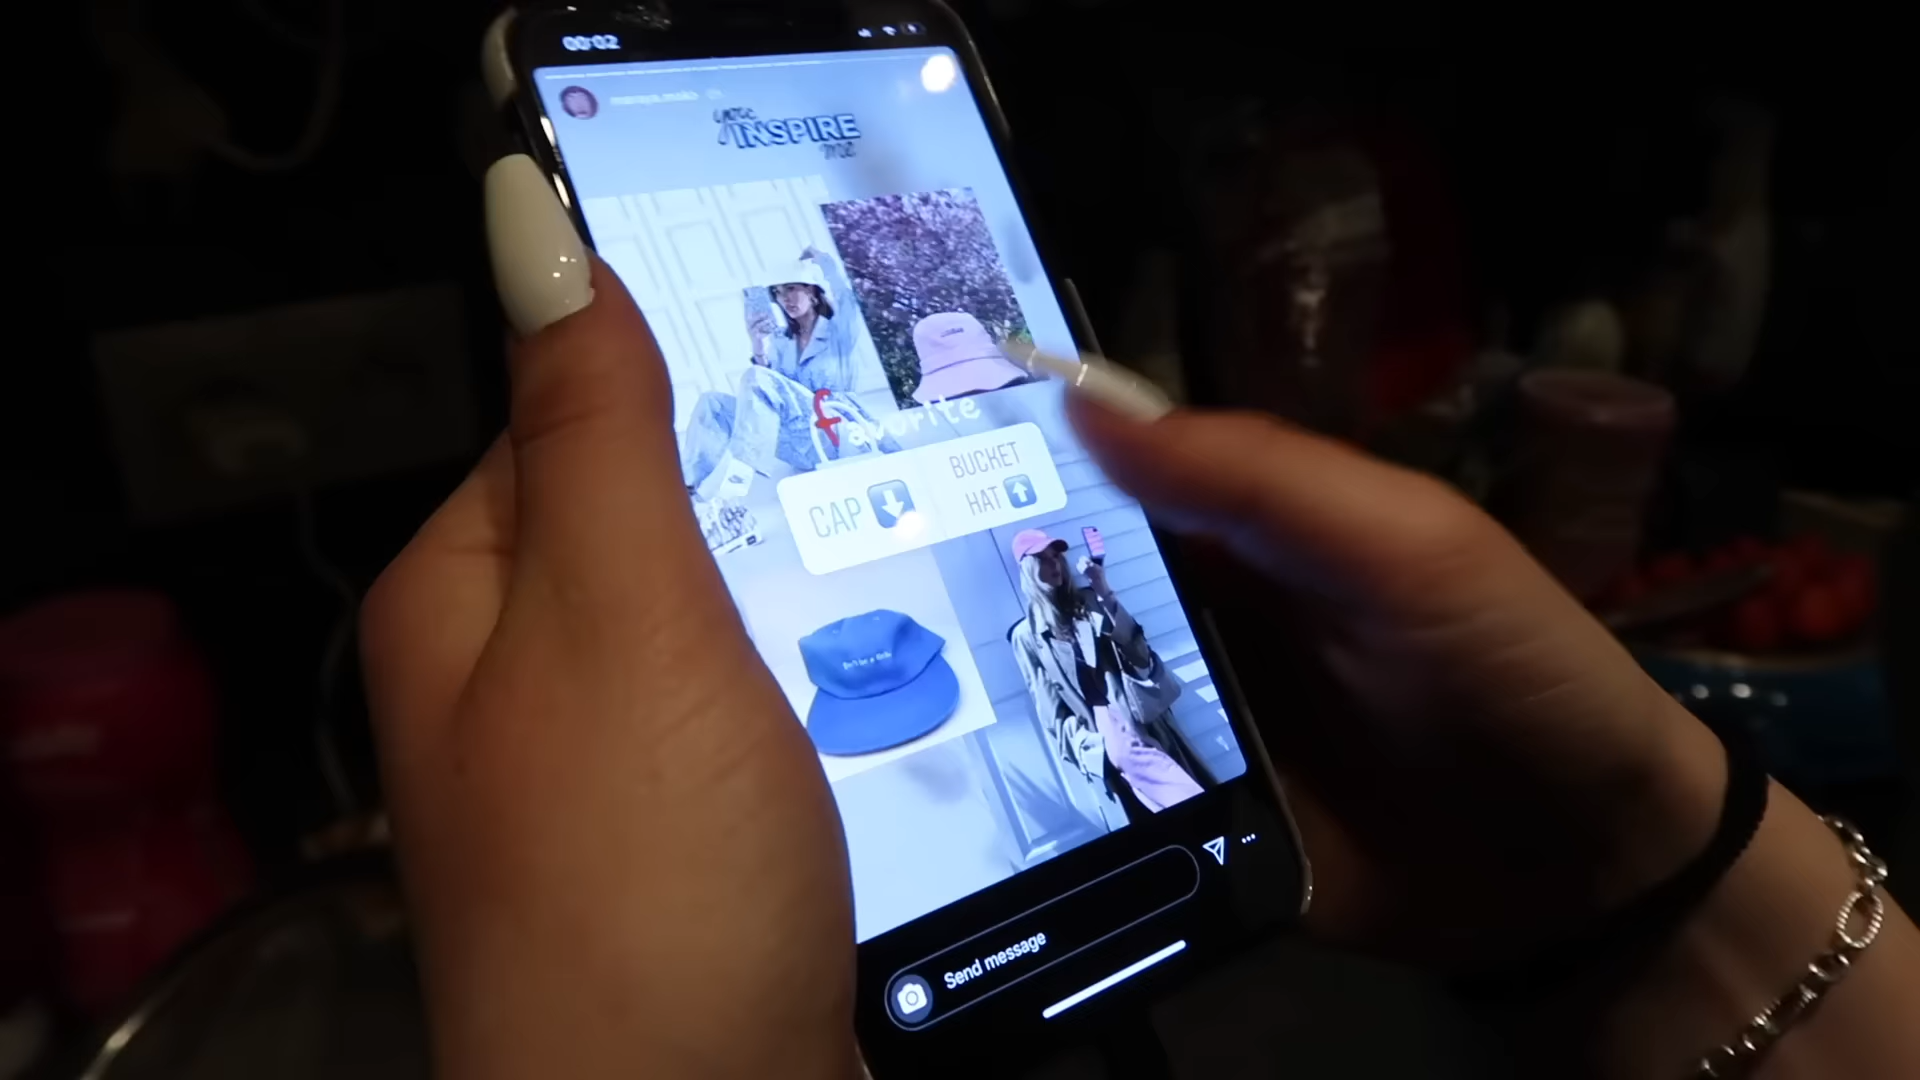 00:02
you
INSPIRE
me
favorite
CAP ⬇
BUCKET
HAT ⬆
Send message